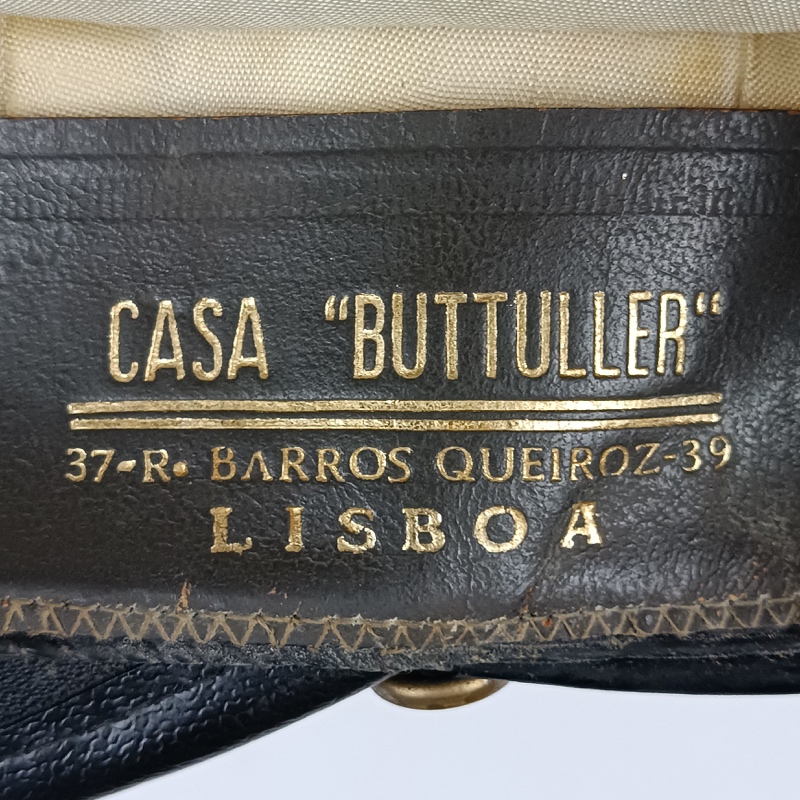 CASA “BUTTULLER“
37-R. BARROS QUEIROZ-39
LISBOA